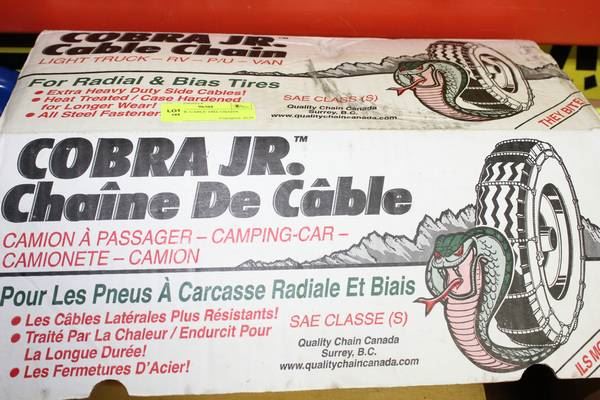 COBRA JR.™
Cable Chain
LIGHT TRUCK – RV – P/U – VAN
For Radial & Bias Tires
• Extra Heavy Duty Side Cables!
• Heat Treated / Case Hardened
for Longer Wear!
• All Steel Fasteners
LOT
SAE CLASS (S)
Quality Chain Canada
Surrey, B.C.
www.qualitychaincanada.com
THEY BITE!
COBRA JR.™
Chaîne De Câble
CAMION À PASSAGER – CAMPING-CAR –
CAMIONETE – CAMION
Pour Les Pneus À Carcasse Radiale Et Biais
• Les Câbles Latérales Plus Résistants!
• Traité Par La Chaleur / Endurcit Pour
La Longue Durée!
• Les Fermetures D'Acier!
SAE CLASSE (S)
Quality Chain Canada
Surrey, B.C.
www.qualitychaincanada.com
ILS